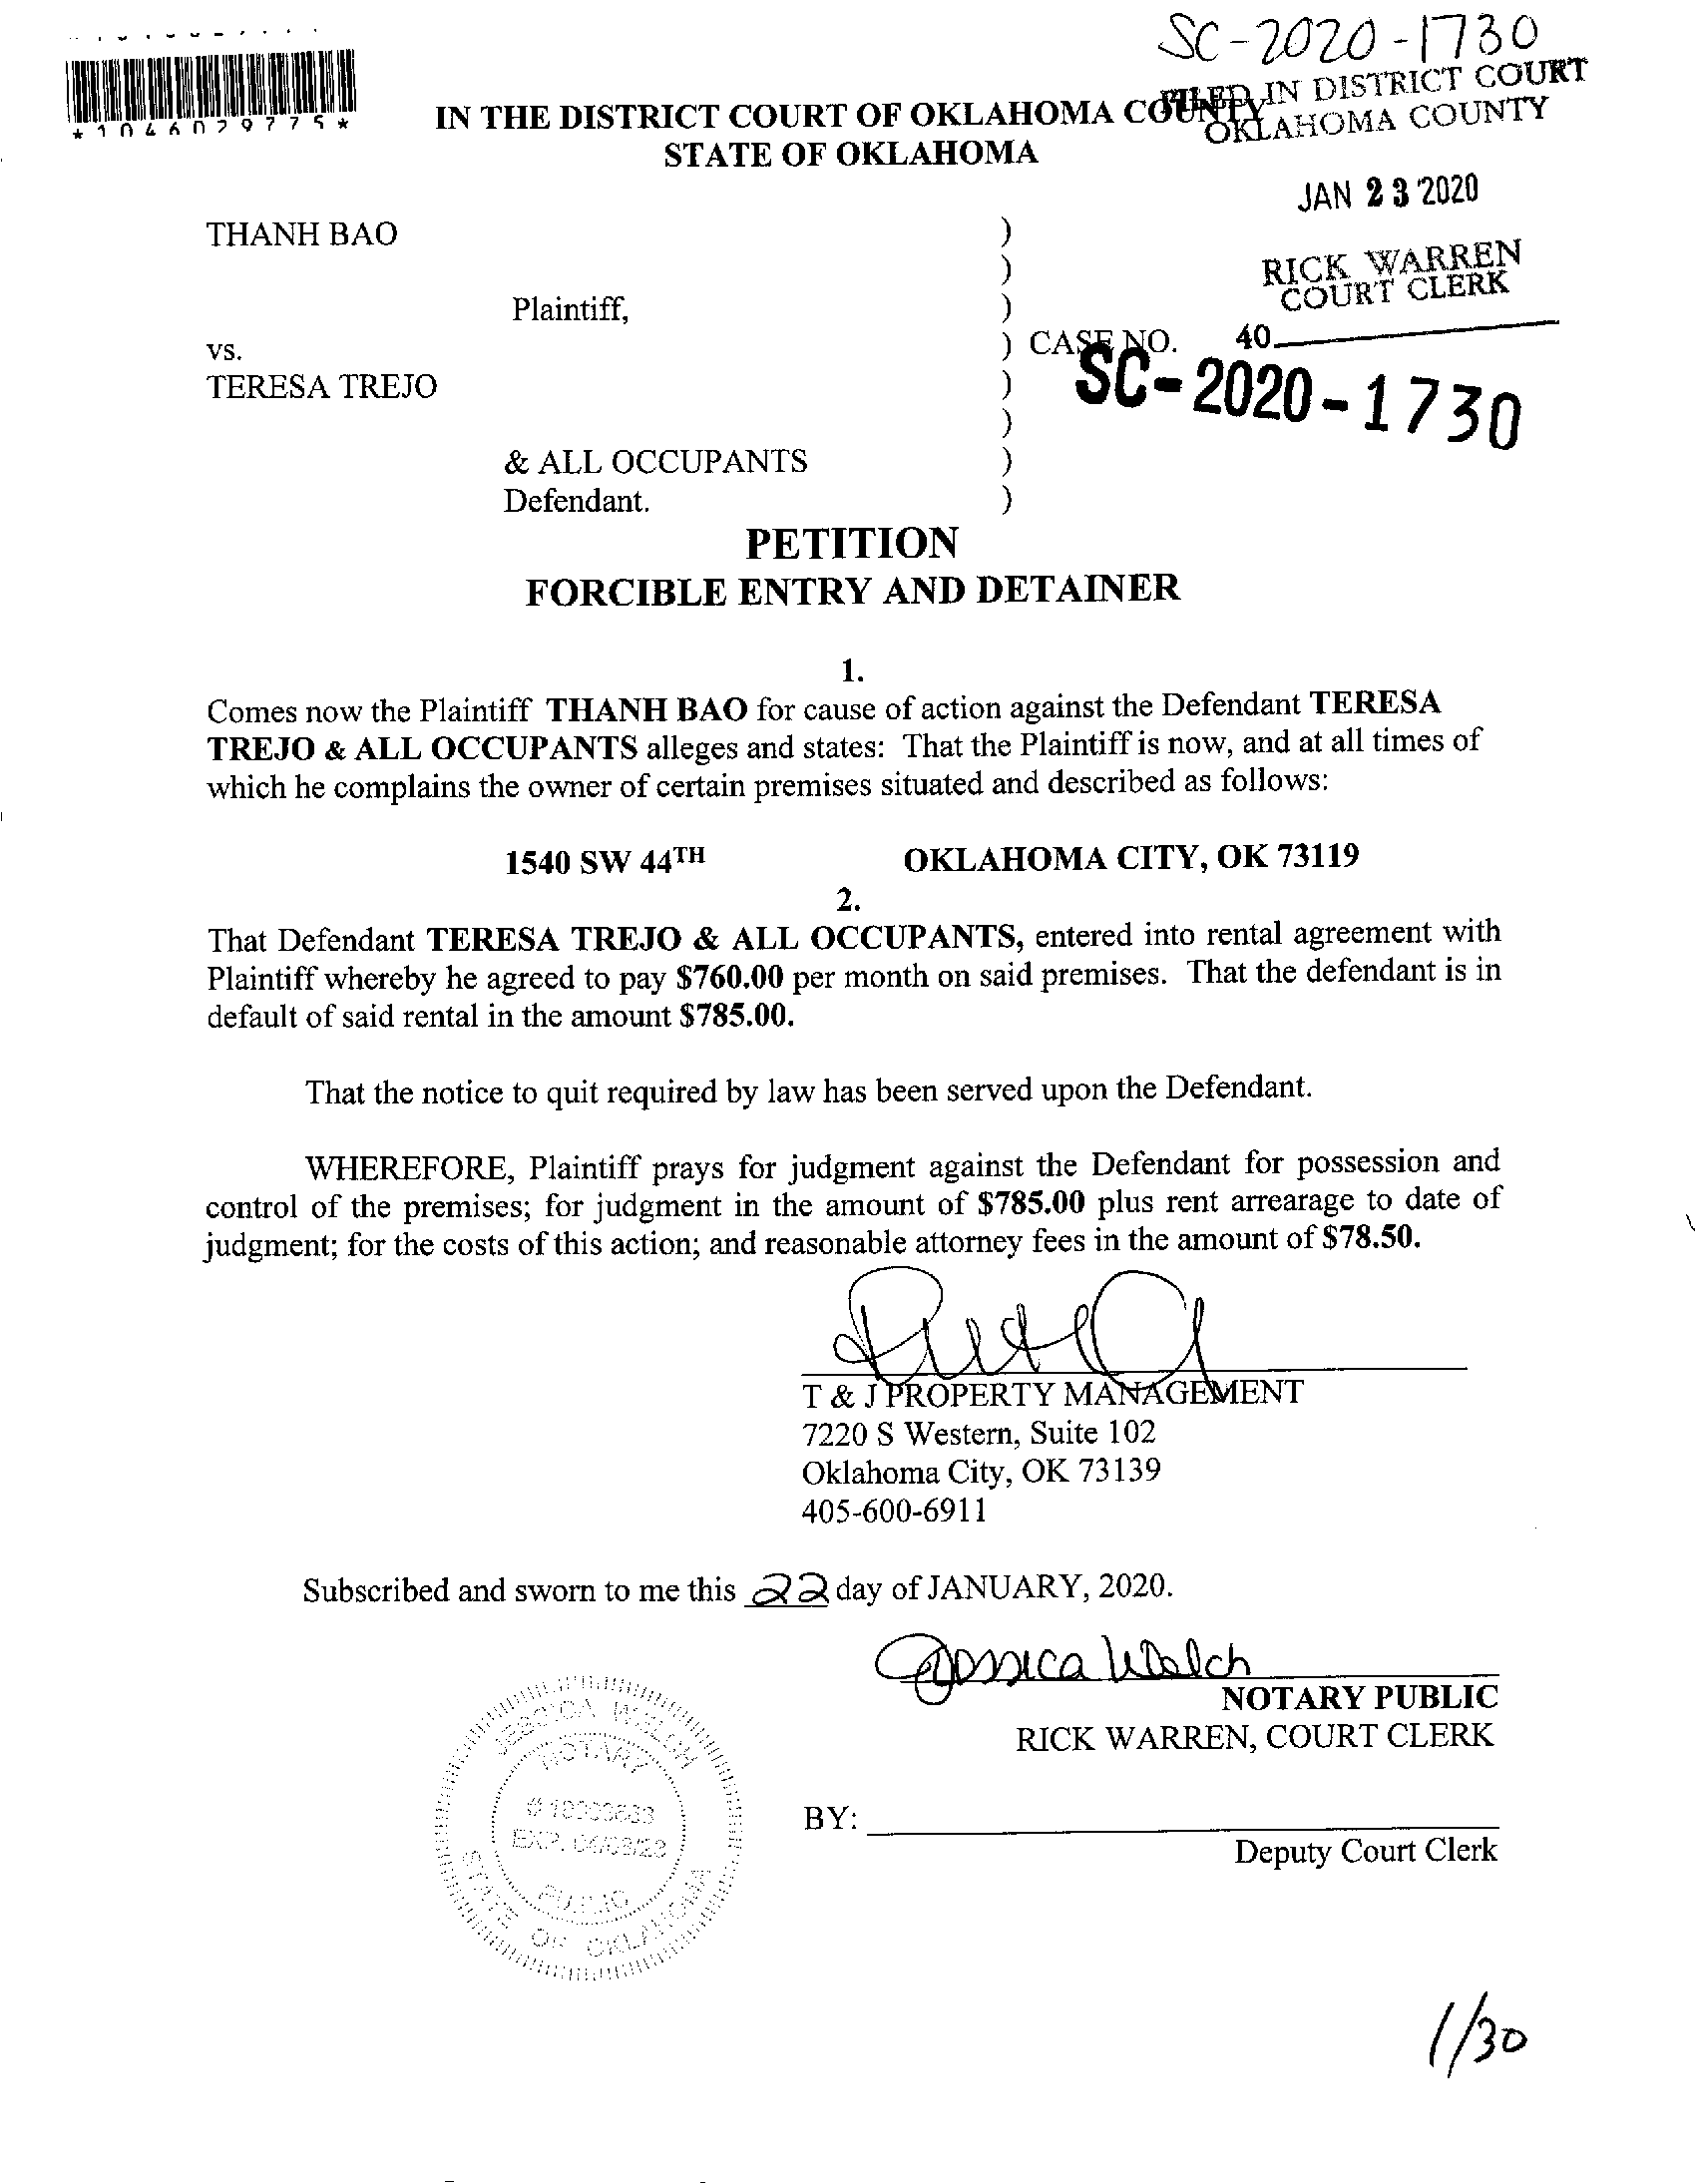 SC-2020-1730
FILED IN DISTRICT COURT
OKLAHOMA COUNTY
*1046029775*
IN THE DISTRICT COURT OF OKLAHOMA COUNTY
STATE OF OKLAHOMA
JAN 23 2020
RICK WARREN
COURT CLERK
40
THANH BAO )
)
Plaintiff, )
vs. ) CASE NO.
SC-2020-1730
TERESA TREJO )
)
& ALL OCCUPANTS )
Defendant. )
PETITION
FORCIBLE ENTRY AND DETAINER
1.
Comes now the Plaintiff THANH BAO for cause of action against the Defendant TERESA
TREJO & ALL OCCUPANTS alleges and states: That the Plaintiff is now, and at all times of
which he complains the owner of certain premises situated and described as follows:
1540 SW 44TH OKLAHOMA CITY, OK 73119
2.
That Defendant TERESA TREJO & ALL OCCUPANTS, entered into rental agreement with
Plaintiff whereby he agreed to pay $760.00 per month on said premises. That the defendant is in
default of said rental in the amount $785.00.
That the notice to quit required by law has been served upon the Defendant.
WHEREFORE, Plaintiff prays for judgment against the Defendant for possession and
control of the premises; for judgment in the amount of $785.00 plus rent arrearage to date of
judgment; for the costs of this action; and reasonable attorney fees in the amount of $78.50.
T & J PROPERTY MANAGEMENT
7220 S Western, Suite 102
Oklahoma City, OK 73139
405-600-6911
Subscribed and sworn to me this 22 day of JANUARY, 2020.
Jessica Welch
NOTARY PUBLIC
RICK WARREN, COURT CLERK
JESSICA WELCH
NOTARY
PUBLIC
STATE OF OKLAHOMA
BY:
Deputy Court Clerk
1/30